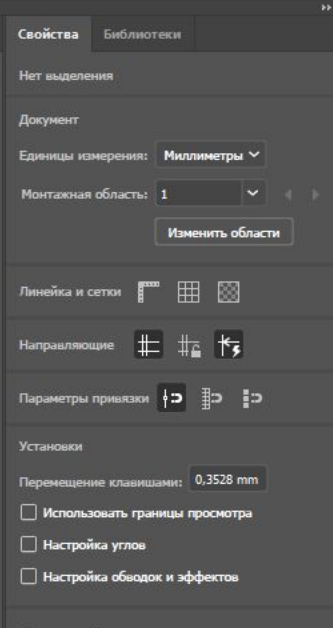 Свойства Библиотеки
Нет выделения
Документ
Единицы измерения: Миллиметры
Монтажная область: 1
Изменить области
Линейка и сетки
Направляющие
Параметры привязки
Установки
Перемещение клавишами: 0,3528 mm
Использовать границы просмотра
Настройка углов
Настройка обводок и эффектов